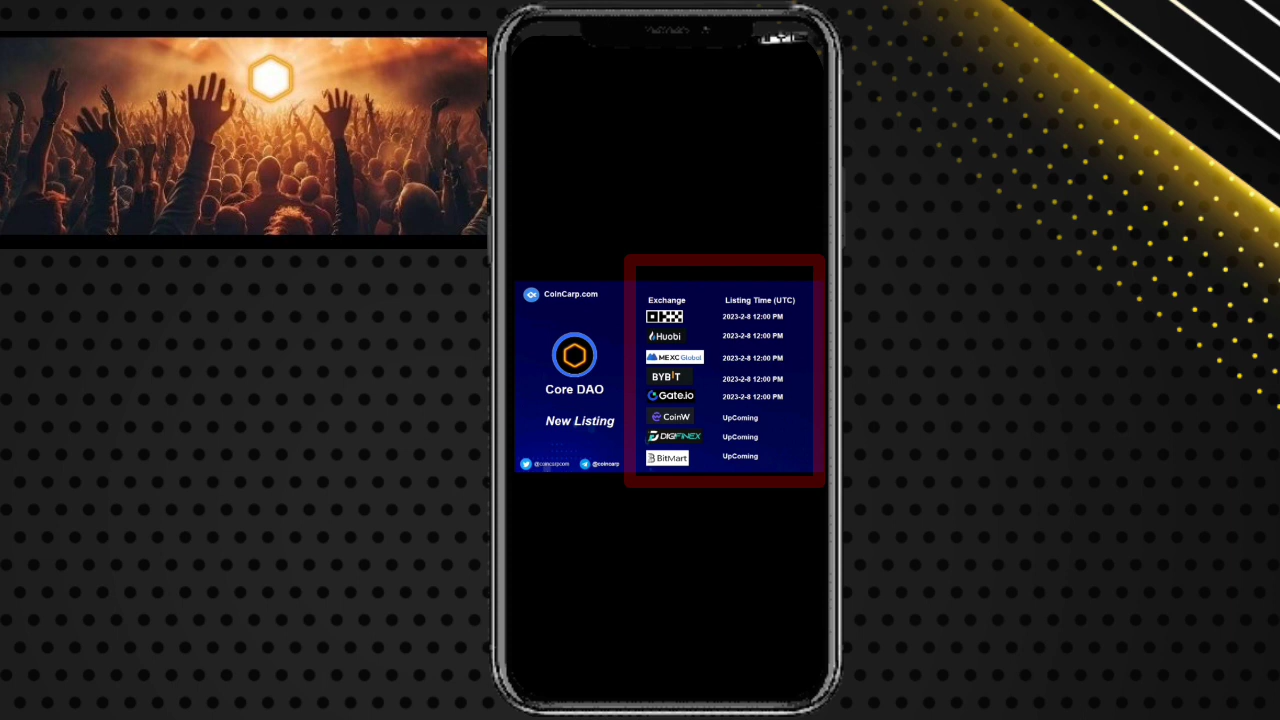 CoinCarp.com
Core DAO
New Listing
@coincarpcom @coincarp
Exchange Listing Time (UTC)
OKX 2023-2-8 12:00 PM
Huobi 2023-2-8 12:00 PM
MEXC Global 2023-2-8 12:00 PM
BYBIT 2023-2-8 12:00 PM
Gate.io 2023-2-8 12:00 PM
CoinW UpComing
DIGIFINEX UpComing
BitMart UpComing